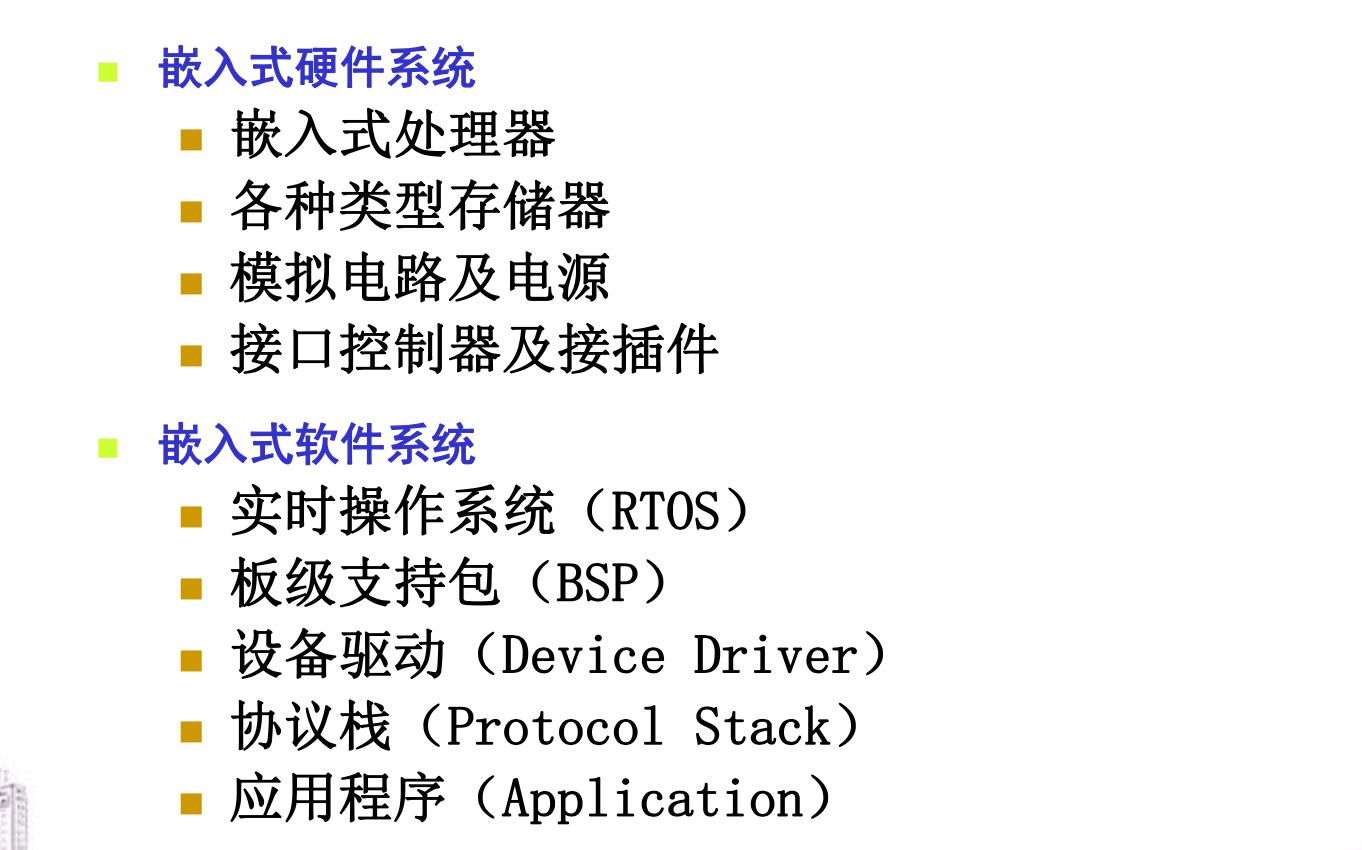 嵌入式硬件系统
嵌入式处理器
各种类型存储器
模拟电路及电源
接口控制器及接插件
嵌入式软件系统
实时操作系统（RTOS）
板级支持包（BSP）
设备驱动（Device Driver）
协议栈（Protocol Stack）
应用程序（Application）